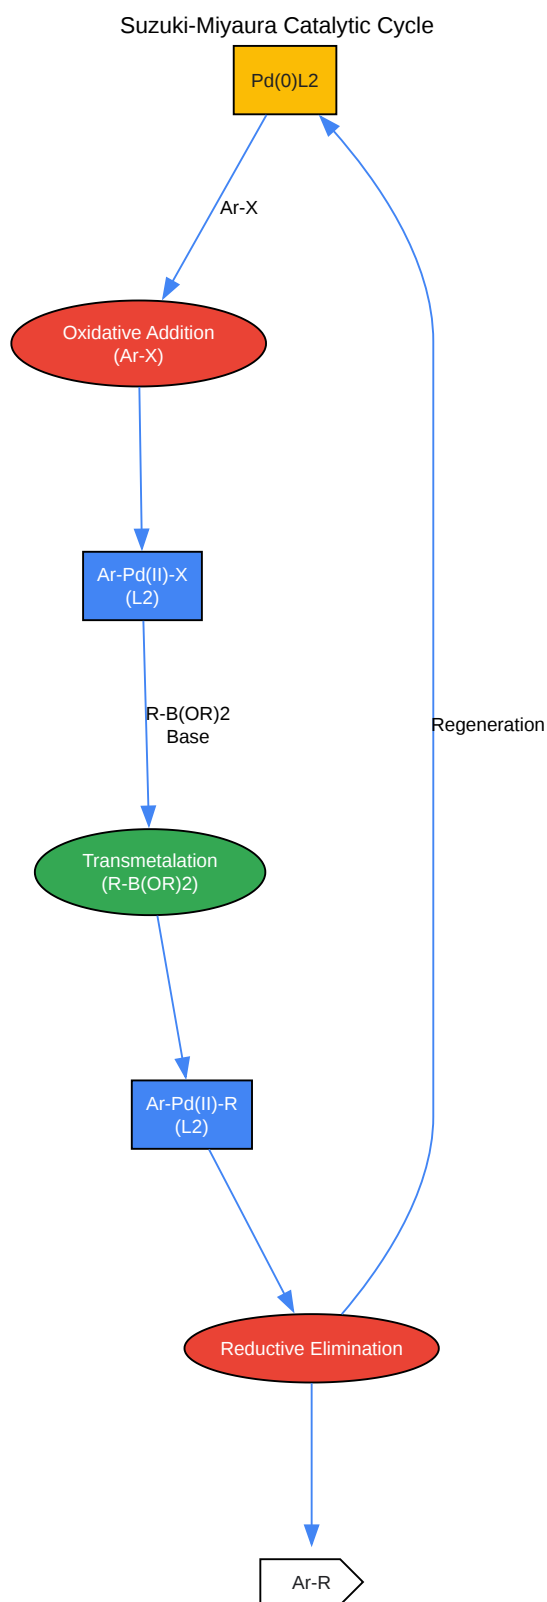 Suzuki-Miyaura Catalytic Cycle
Pd(0)L2
Ar-X
Oxidative Addition
(Ar-X)
Ar-Pd(II)-X
(L2)
R-B(OR)2
Base
Regeneration
Transmetalation
(R-B(OR)2)
Ar-Pd(II)-R
(L2)
Reductive Elimination
Ar-R